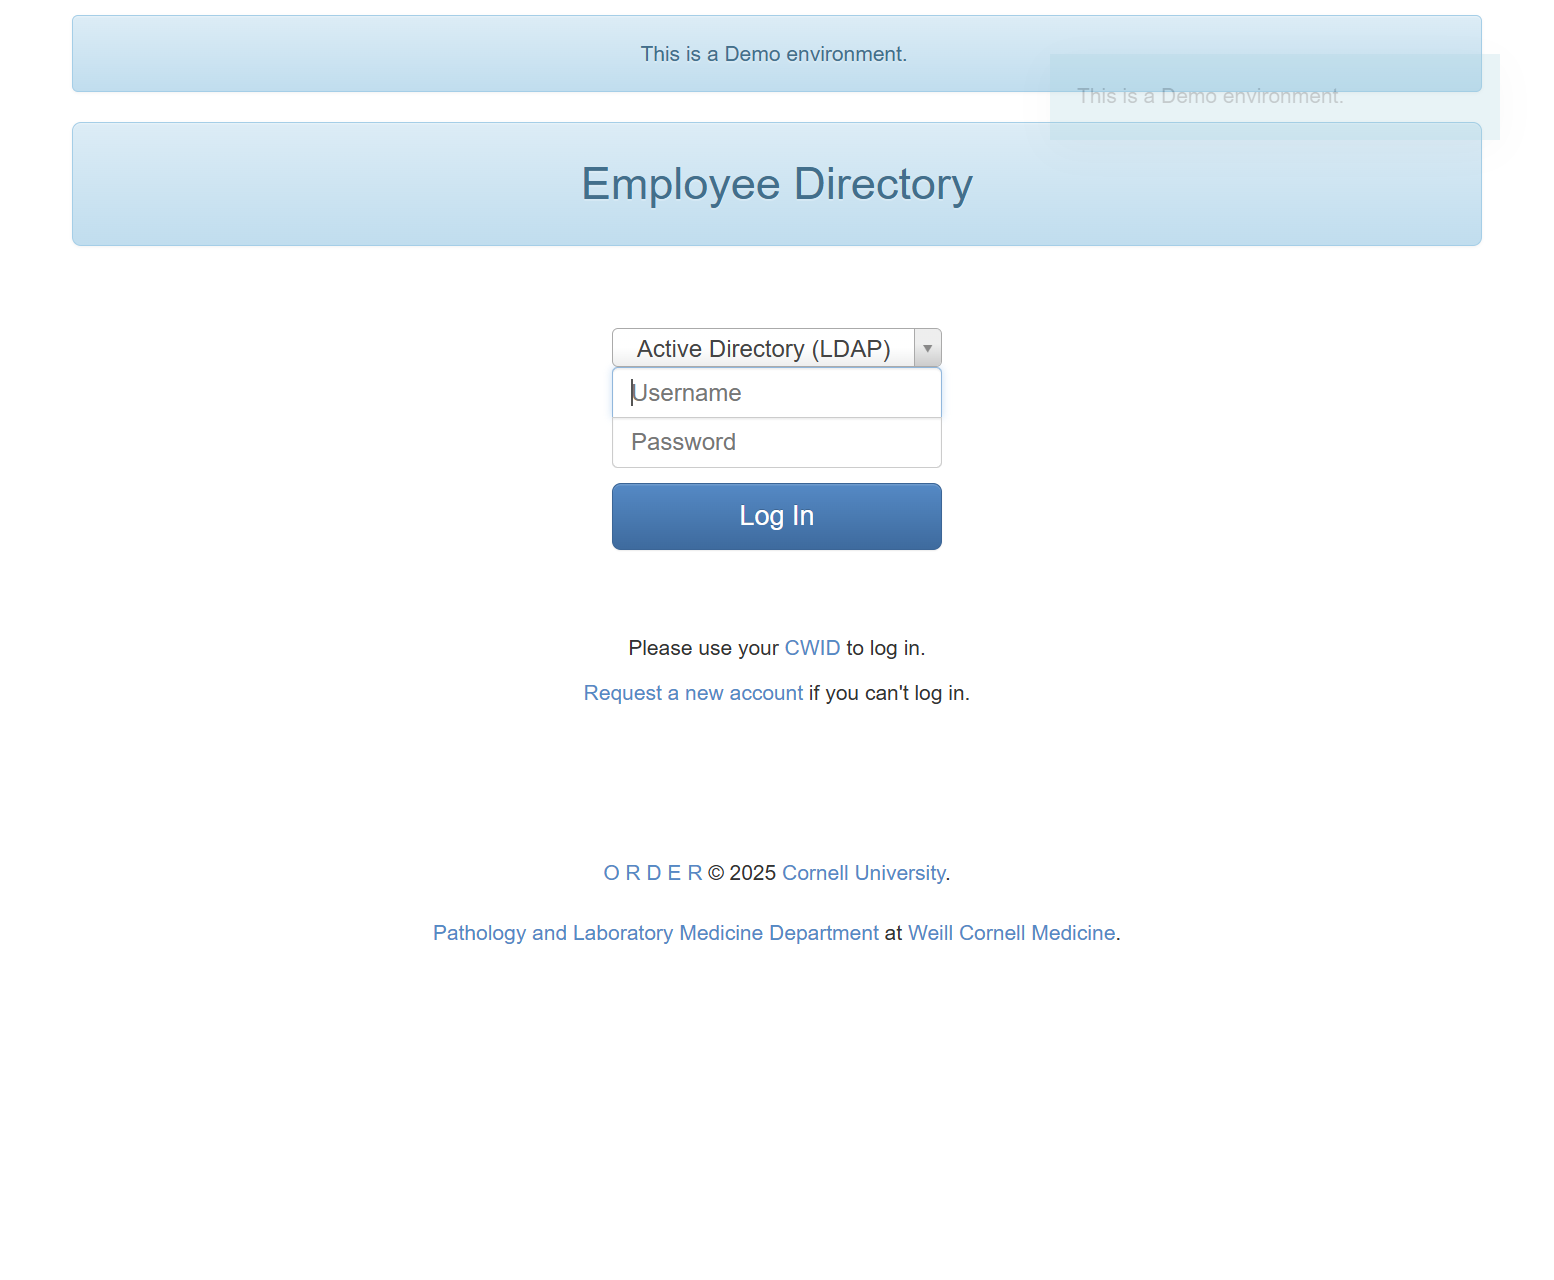 This is a Demo environment.
This is a Demo environment.
Employee Directory
Active Directory (LDAP)
Username
Password
Log In
Please use your CWID to log in.
Request a new account if you can't log in.
O R D E R © 2025 Cornell University.
Pathology and Laboratory Medicine Department at Weill Cornell Medicine.